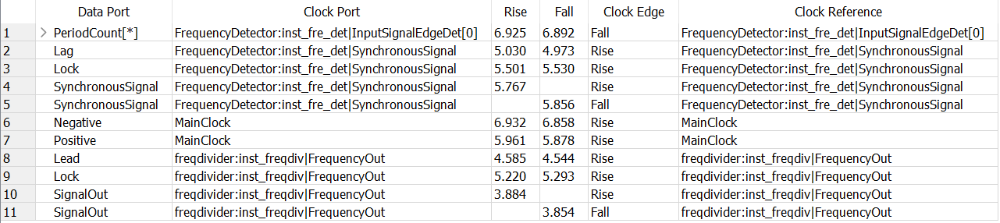 Data Port Clock Port Rise Fall Clock Edge Clock Reference
1 PeriodCount[*] FrequencyDetector:inst_fre_det|InputSignalEdgeDet[0] 6.925 6.892 Fall FrequencyDetector:inst_fre_det|InputSignalEdgeDet[0]
2 Lag FrequencyDetector:inst_fre_det|SynchronousSignal 5.030 4.973 Rise FrequencyDetector:inst_fre_det|SynchronousSignal
3 Lock FrequencyDetector:inst_fre_det|SynchronousSignal 5.501 5.530 Rise FrequencyDetector:inst_fre_det|SynchronousSignal
4 SynchronousSignal FrequencyDetector:inst_fre_det|SynchronousSignal 5.767 Rise FrequencyDetector:inst_fre_det|SynchronousSignal
5 SynchronousSignal FrequencyDetector:inst_fre_det|SynchronousSignal 5.856 Fall FrequencyDetector:inst_fre_det|SynchronousSignal
6 Negative MainClock 6.932 6.858 Rise MainClock
7 Positive MainClock 5.961 5.878 Rise MainClock
8 Lead freqdivider:inst_freqdiv|FrequencyOut 4.585 4.544 Rise freqdivider:inst_freqdiv|FrequencyOut
9 Lock freqdivider:inst_freqdiv|FrequencyOut 5.220 5.293 Rise freqdivider:inst_freqdiv|FrequencyOut
10 SignalOut freqdivider:inst_freqdiv|FrequencyOut 3.884 Rise freqdivider:inst_freqdiv|FrequencyOut
11 SignalOut freqdivider:inst_freqdiv|FrequencyOut 3.854 Fall freqdivider:inst_freqdiv|FrequencyOut